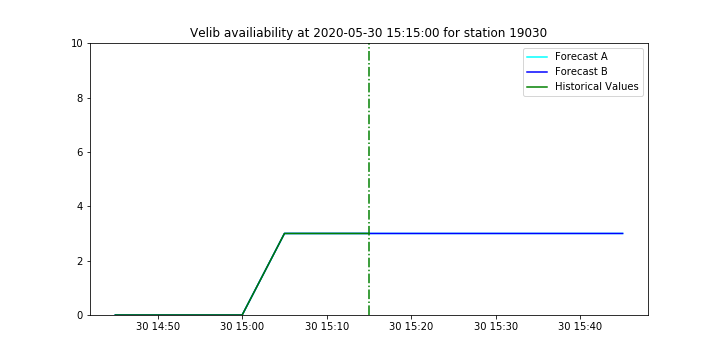 Velib availiability at 2020-05-30 15:15:00 for station 19030
10
8
6
4
2
0
Forecast A
Forecast B
Historical Values
30 14:50 30 15:00 30 15:10 30 15:20 30 15:30 30 15:40